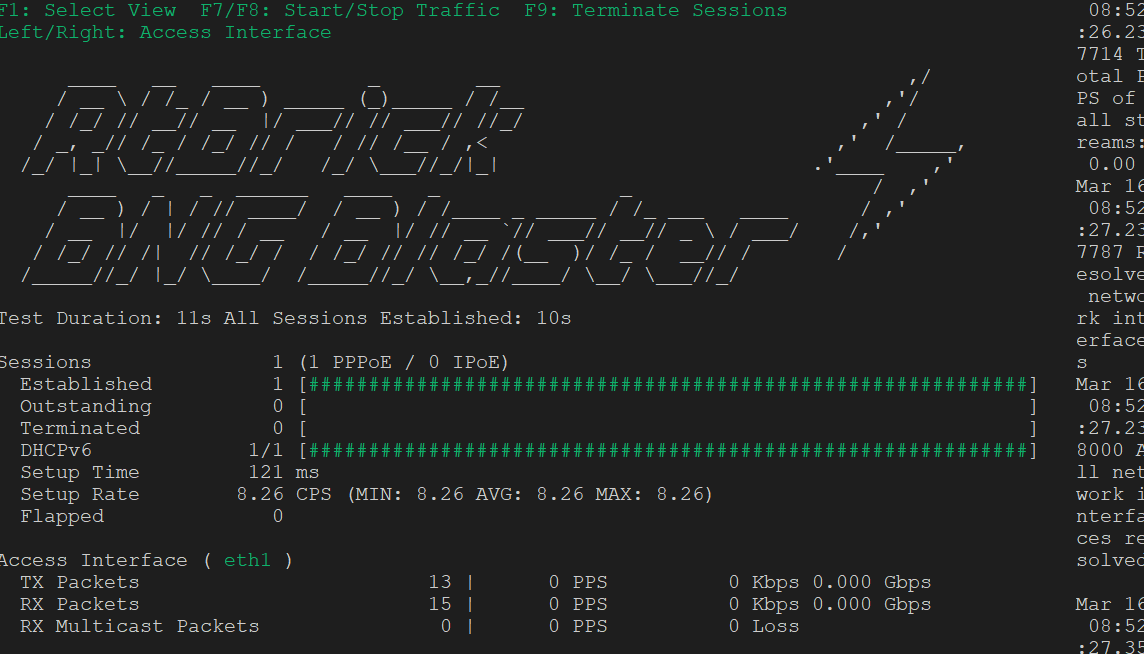 F1: Select View  F7/F8: Start/Stop Traffic  F9: Terminate Sessions
Left/Right: Access Interface
RtBrick
BNG Blaster
Test Duration: 11s All Sessions Established: 10s
Sessions 1 (1 PPPoE / 0 IPoE)
Established 1 [############################################################]
Outstanding 0 [ ]
Terminated 0 [ ]
DHCPv6 1/1 [############################################################]
Setup Time 121 ms
Setup Rate 8.26 CPS (MIN: 8.26 AVG: 8.26 MAX: 8.26)
Flapped 0
Access Interface ( eth1 )
TX Packets 13 | 0 PPS 0 Kbps 0.000 Gbps
RX Packets 15 | 0 PPS 0 Kbps 0.000 Gbps
RX Multicast Packets 0 | 0 PPS 0 Loss
08:52
:26.23
7714 T
otal P
PS of
all st
reams:
0.00
Mar 16
08:52
:27.23
7787 R
esolve
netwo
rk int
erface
s
Mar 16
08:52
:27.23
8000 A
ll net
work i
nterfa
ces re
solved
Mar 16
08:52
:27.35